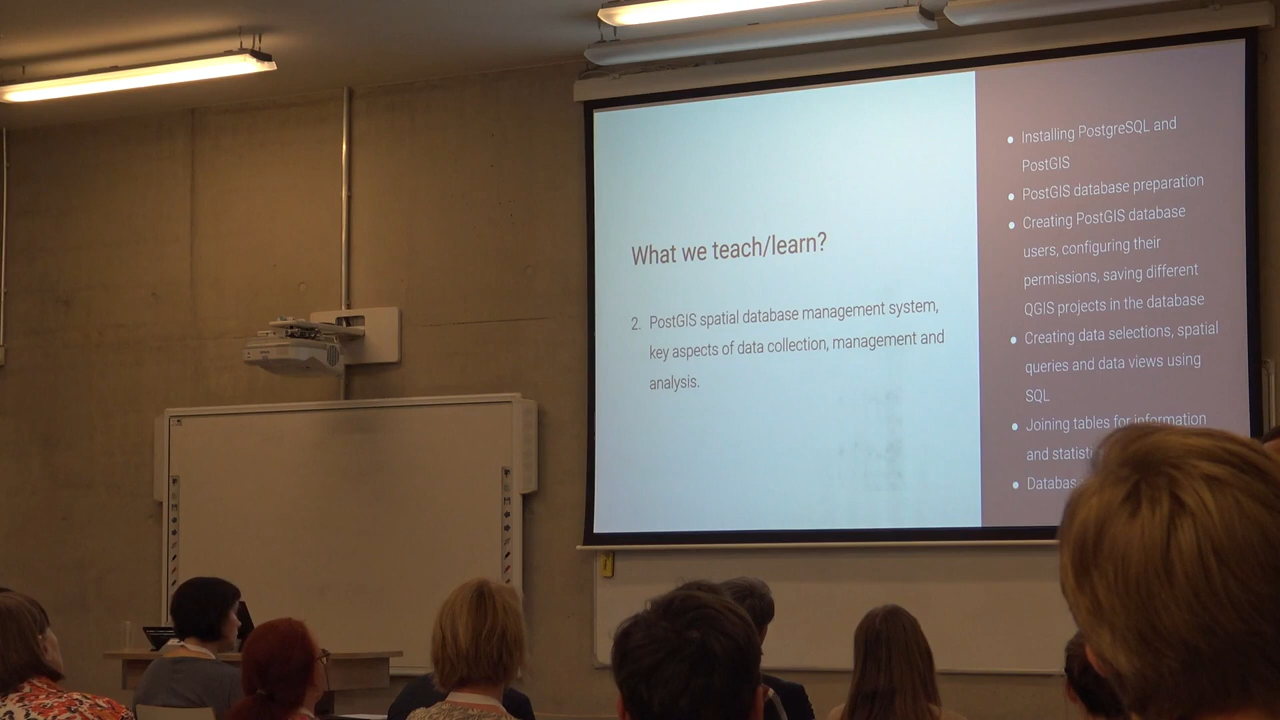 What we teach/learn?
2. PostGIS spatial database management system,
key aspects of data collection, management and
analysis.
● Installing PostgreSQL and
PostGIS
● PostGIS database preparation
● Creating PostGIS database
users, configuring their
permissions, saving different
QGIS projects in the database
● Creating data selections, spatial
queries and data views using
SQL
● Joining tables for information
and
●